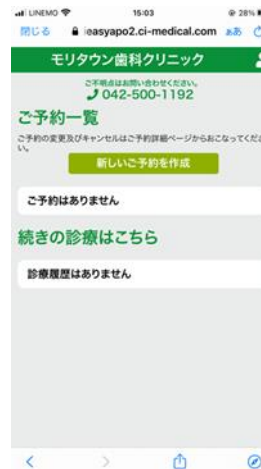 LINEMO 15:03 28%
閉じる easyapo2.ci-medical.com ぁあ
モリタウン歯科クリニック
ご不明点はお問い合わせください。
042-500-1192
ご予約一覧
ご予約の変更及びキャンセルはご予約詳細ページからおこなってくださ
い。
新しいご予約を作成
ご予約はありません
続きの診療はこちら
診療履歴はありません